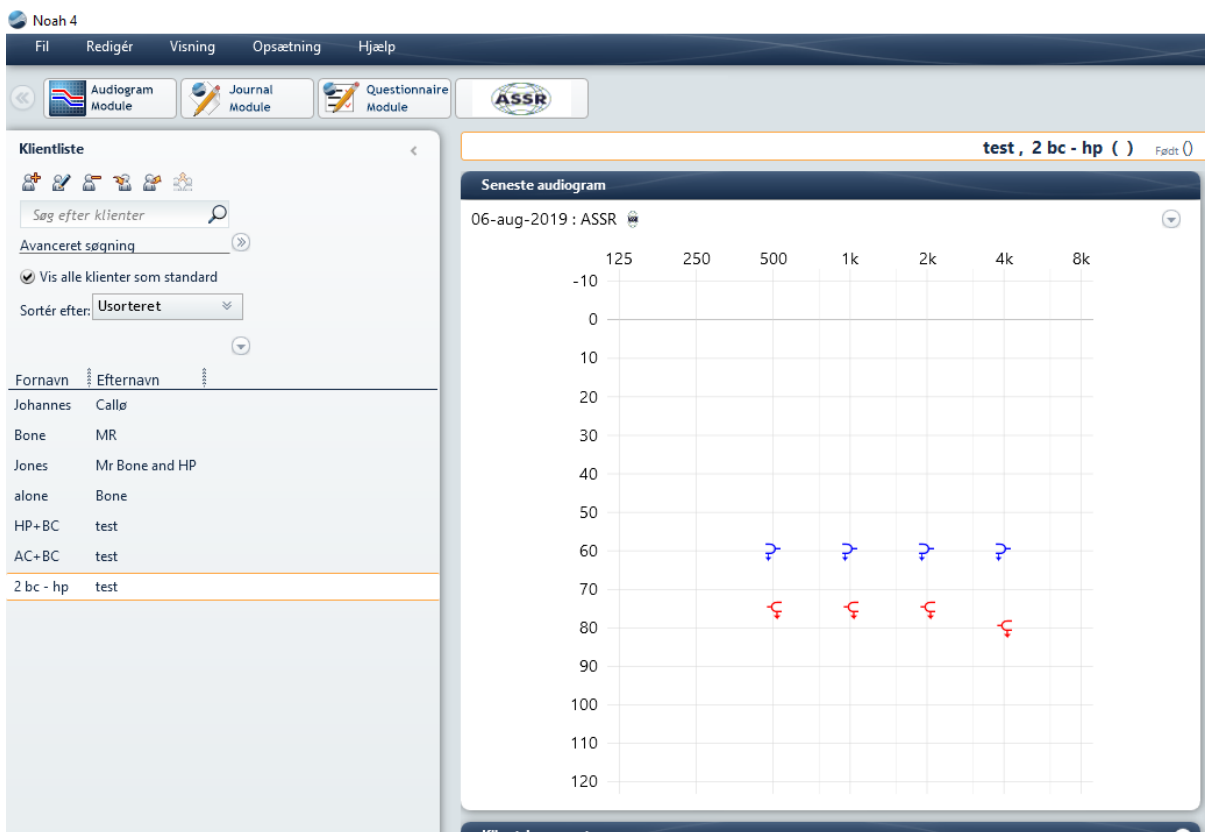 Noah 4
Fil Redigér Visning Opsætning Hjælp
Audiogram Module
Journal Module
Questionnaire Module
ASSR
Klientliste
Søg efter klienter
Avanceret søgning
Vis alle klienter som standard
Sortér efter: Usorteret
Fornavn Efternavn
Johannes Callø
Bone MR
Jones Mr Bone and HP
alone Bone
HP+BC test
AC+BC test
2 bc - hp test
test , 2 bc - hp ( ) Født ()
Seneste audiogram
06-aug-2019 : ASSR
125 250 500 1k 2k 4k 8k
-10
0
10
20
30
40
50
60
70
80
90
100
110
120